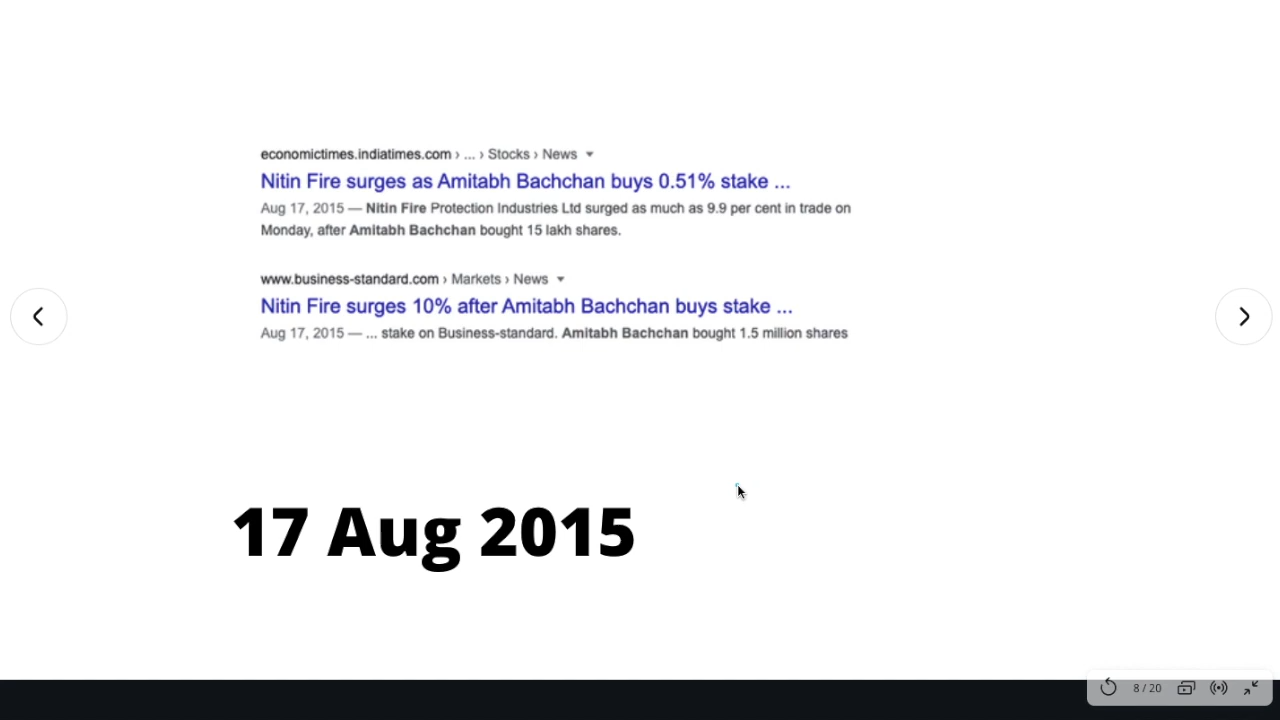 economictimes.indiatimes.com › ... › Stocks › News
Nitin Fire surges as Amitabh Bachchan buys 0.51% stake ...
Aug 17, 2015 — Nitin Fire Protection Industries Ltd surged as much as 9.9 per cent in trade on
Monday, after Amitabh Bachchan bought 15 lakh shares.
www.business-standard.com › Markets › News
Nitin Fire surges 10% after Amitabh Bachchan buys stake ...
Aug 17, 2015 — ... stake on Business-standard. Amitabh Bachchan bought 1.5 million shares
17 Aug 2015
8 / 20